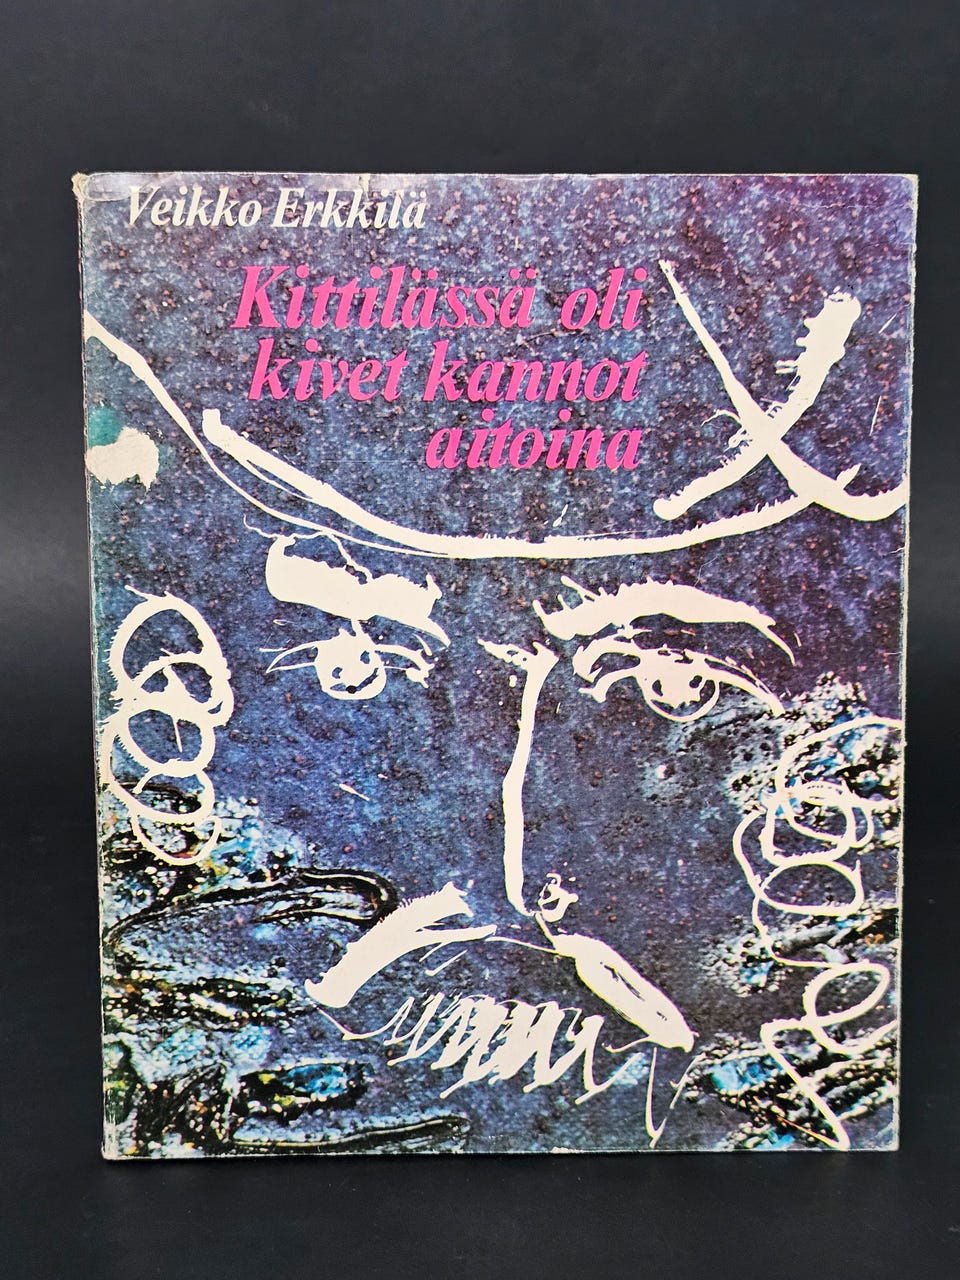 Veikko Erkkilä
Kittilässä oli
kivet kannot
aitoina